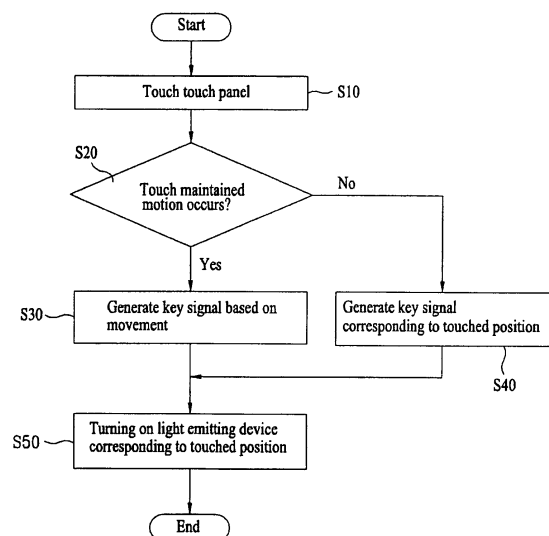 Start
Touch touch panel
S10
S20
Touch maintained
motion occurs?
No
Yes
S30
Generate key signal based on
movement
Generate key signal
corresponding to touched position
S40
S50
Turning on light emitting device
corresponding to touched position
End